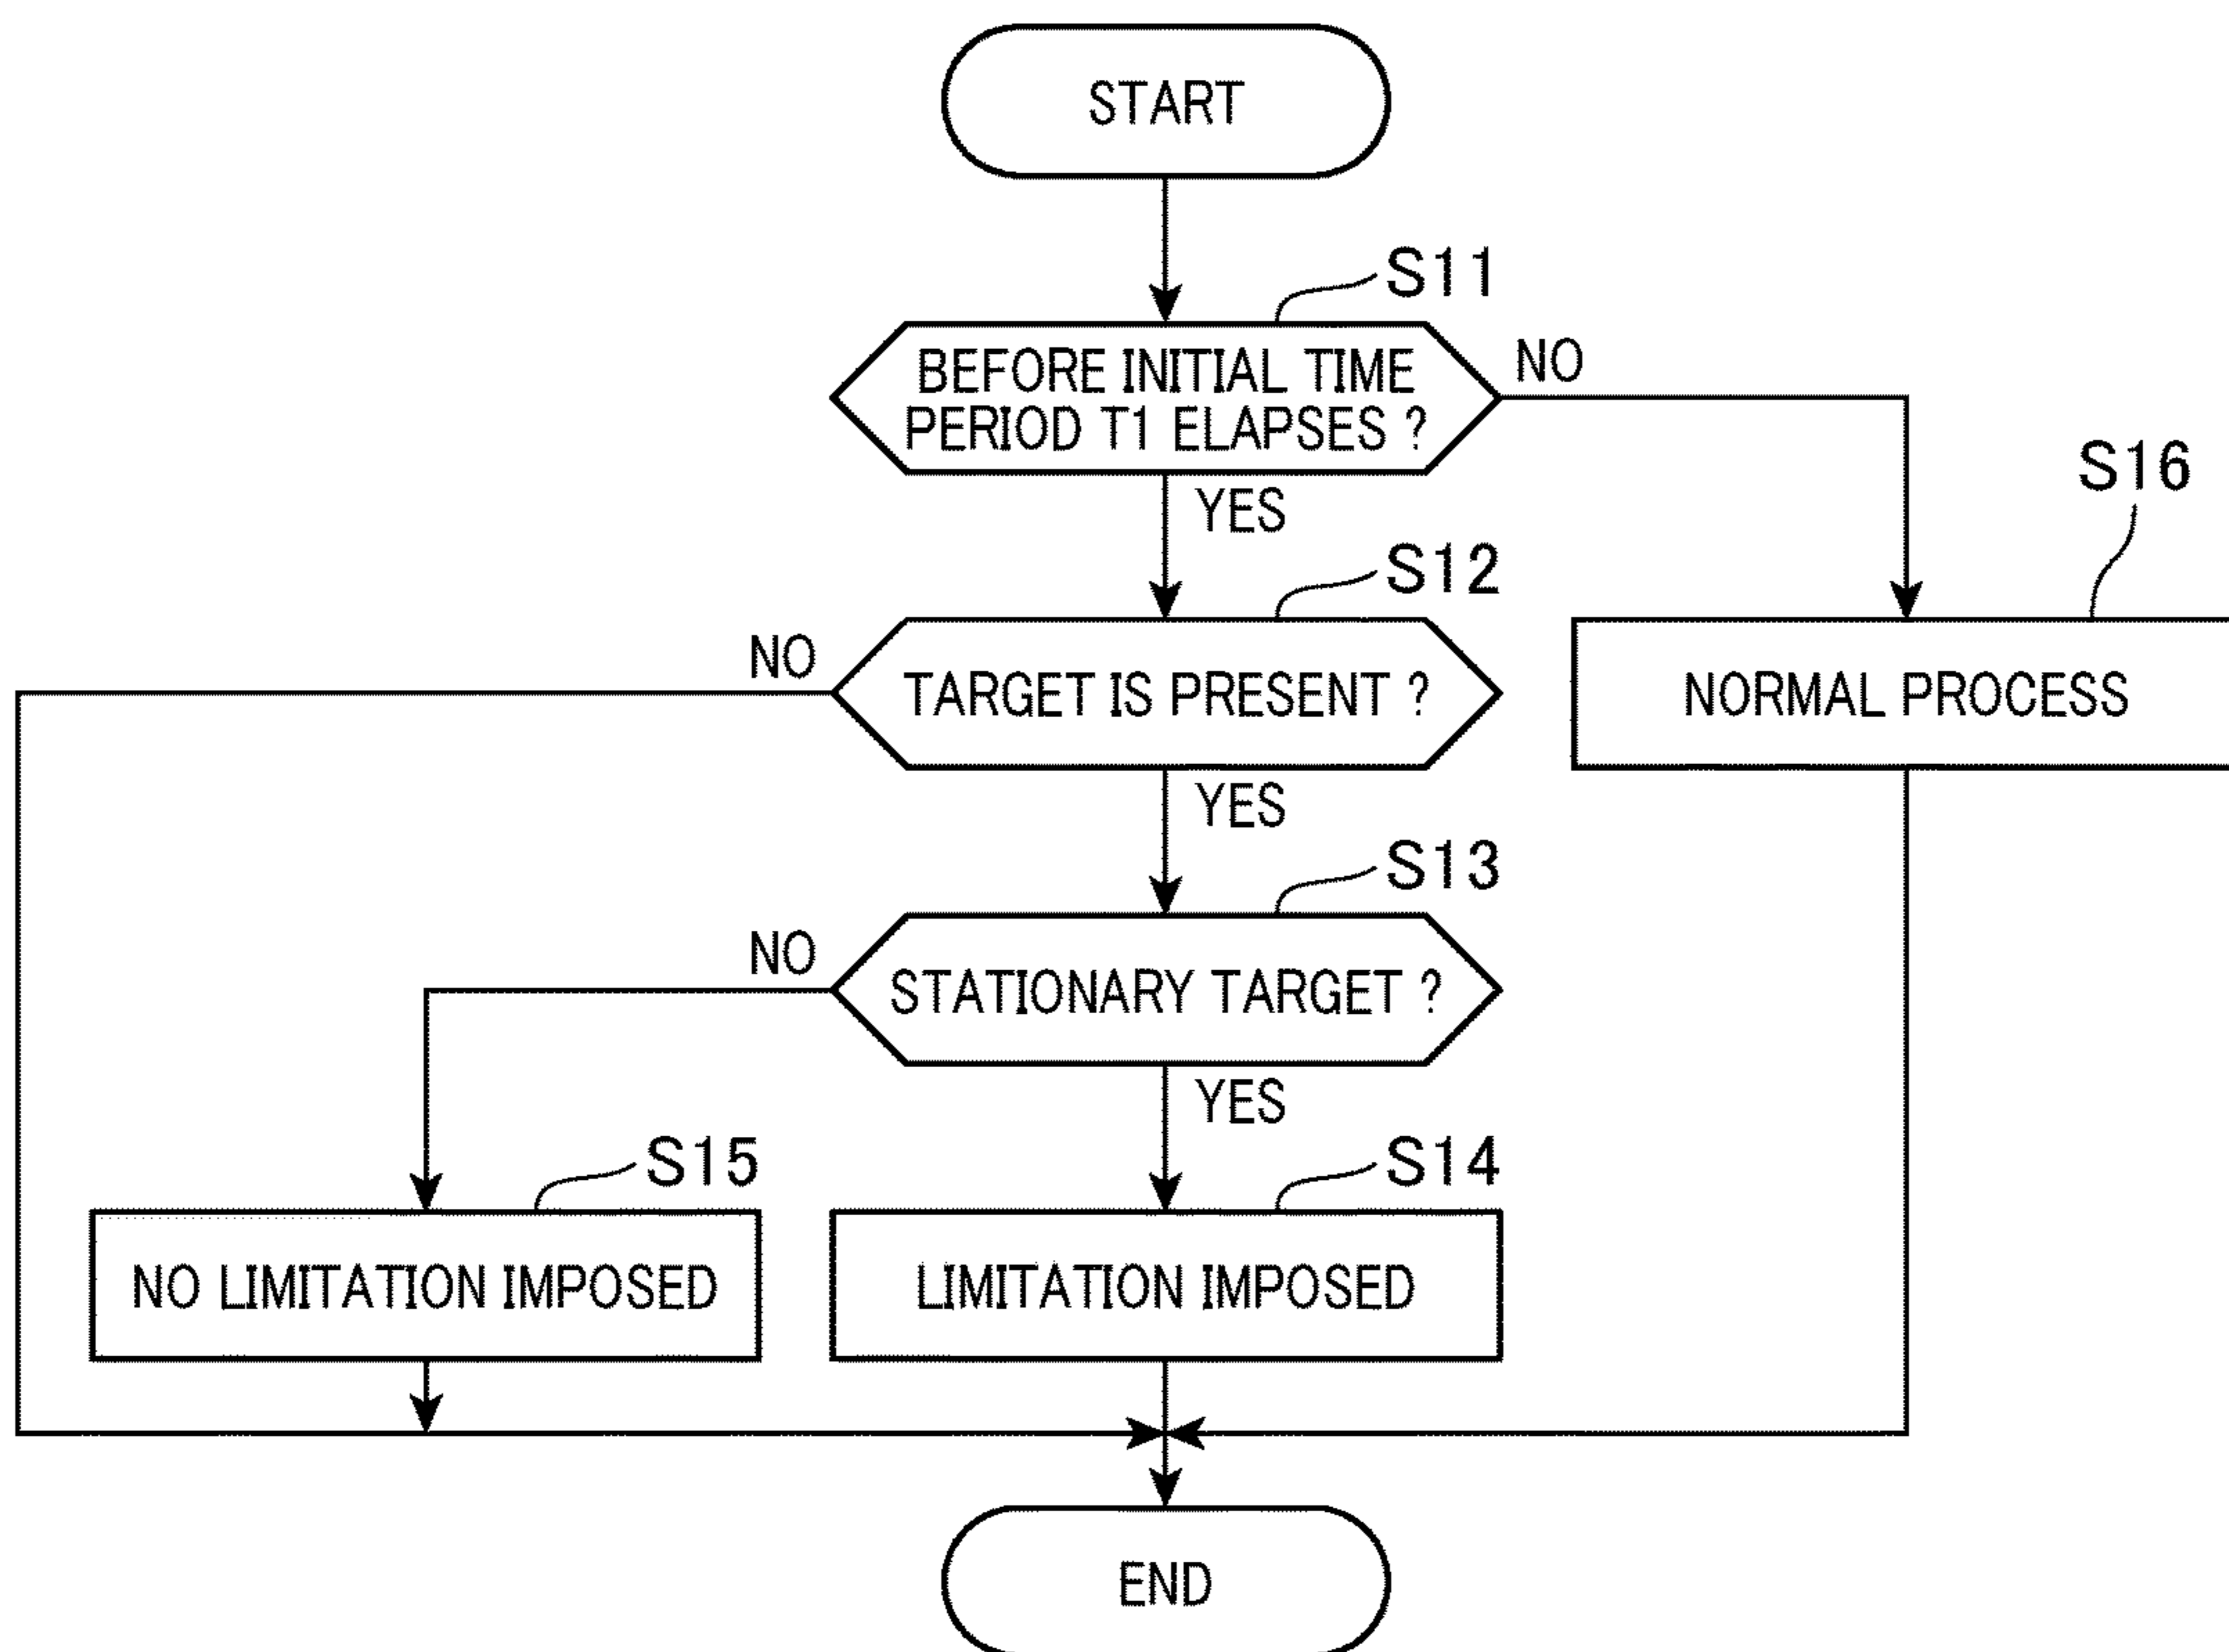 START
S11
BEFORE INITIAL TIME
PERIOD T1 ELAPSES ?
NO
YES
S16
S12
NO
TARGET IS PRESENT ?
NORMAL PROCESS
YES
S13
NO
STATIONARY TARGET ?
YES
S15
S14
NO LIMITATION IMPOSED
LIMITATION IMPOSED
END